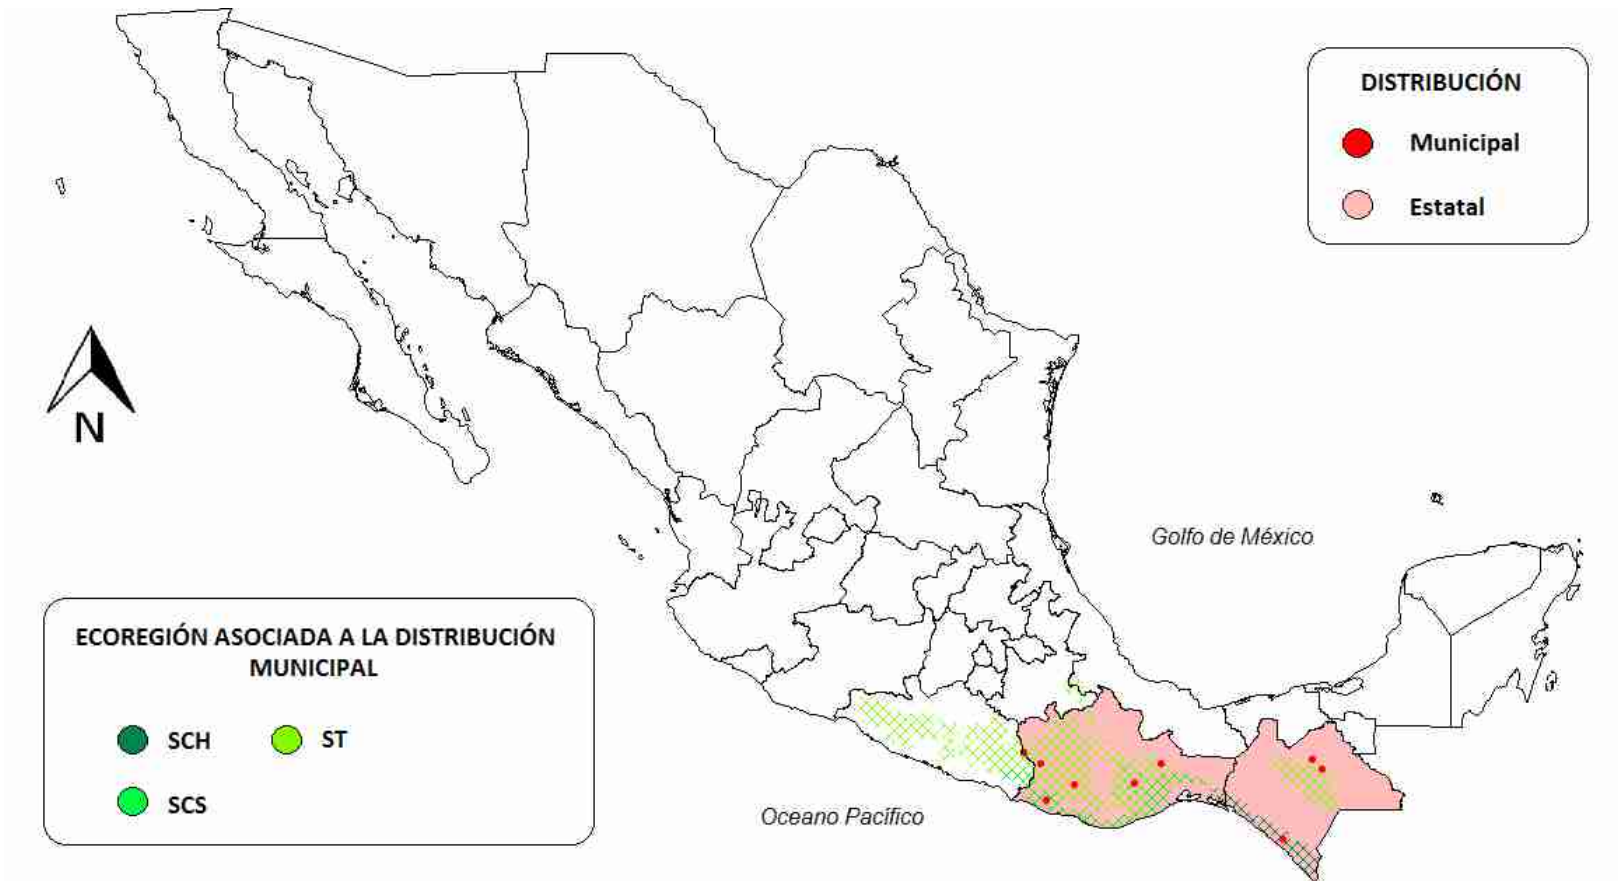 DISTRIBUCIÓN
Municipal
Estatal
N
Golfo de México
ECOREGIÓN ASOCIADA A LA DISTRIBUCIÓN
MUNICIPAL
SCH
ST
SCS
Oceano Pacífico